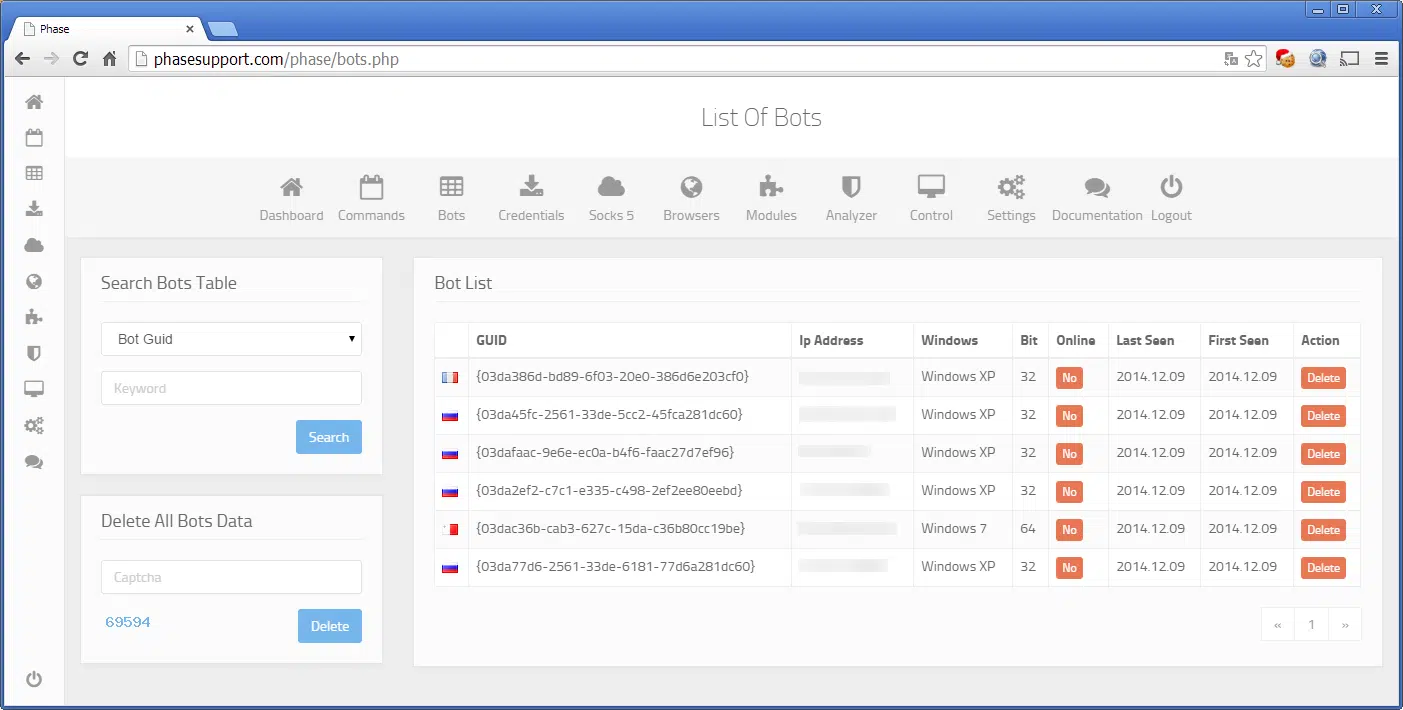 Phase
phasesupport.com/phase/bots.php
List Of Bots
Dashboard Commands Bots Credentials Socks 5 Browsers Modules Analyzer Control Settings Documentation Logout
Search Bots Table
Bot Guid
Keyword
Search
Delete All Bots Data
Captcha
69594 Delete
Bot List
GUID Ip Address Windows Bit Online Last Seen First Seen Action
{03da386d-bd89-6f03-20e0-386d6e203cf0} Windows XP 32 No 2014.12.09 2014.12.09 Delete
{03da45fc-2561-33de-5cc2-45fca281dc60} Windows XP 32 No 2014.12.09 2014.12.09 Delete
{03dafaac-9e6e-ec0a-b4f6-faac27d7ef96} Windows XP 32 No 2014.12.09 2014.12.09 Delete
{03da2ef2-c7c1-e335-c498-2ef2ee80eebd} Windows XP 32 No 2014.12.09 2014.12.09 Delete
{03dac36b-cab3-627c-15da-c36b80cc19be} Windows 7 64 No 2014.12.09 2014.12.09 Delete
{03da77d6-2561-33de-6181-77d6a281dc60} Windows XP 32 No 2014.12.09 2014.12.09 Delete
« 1 »